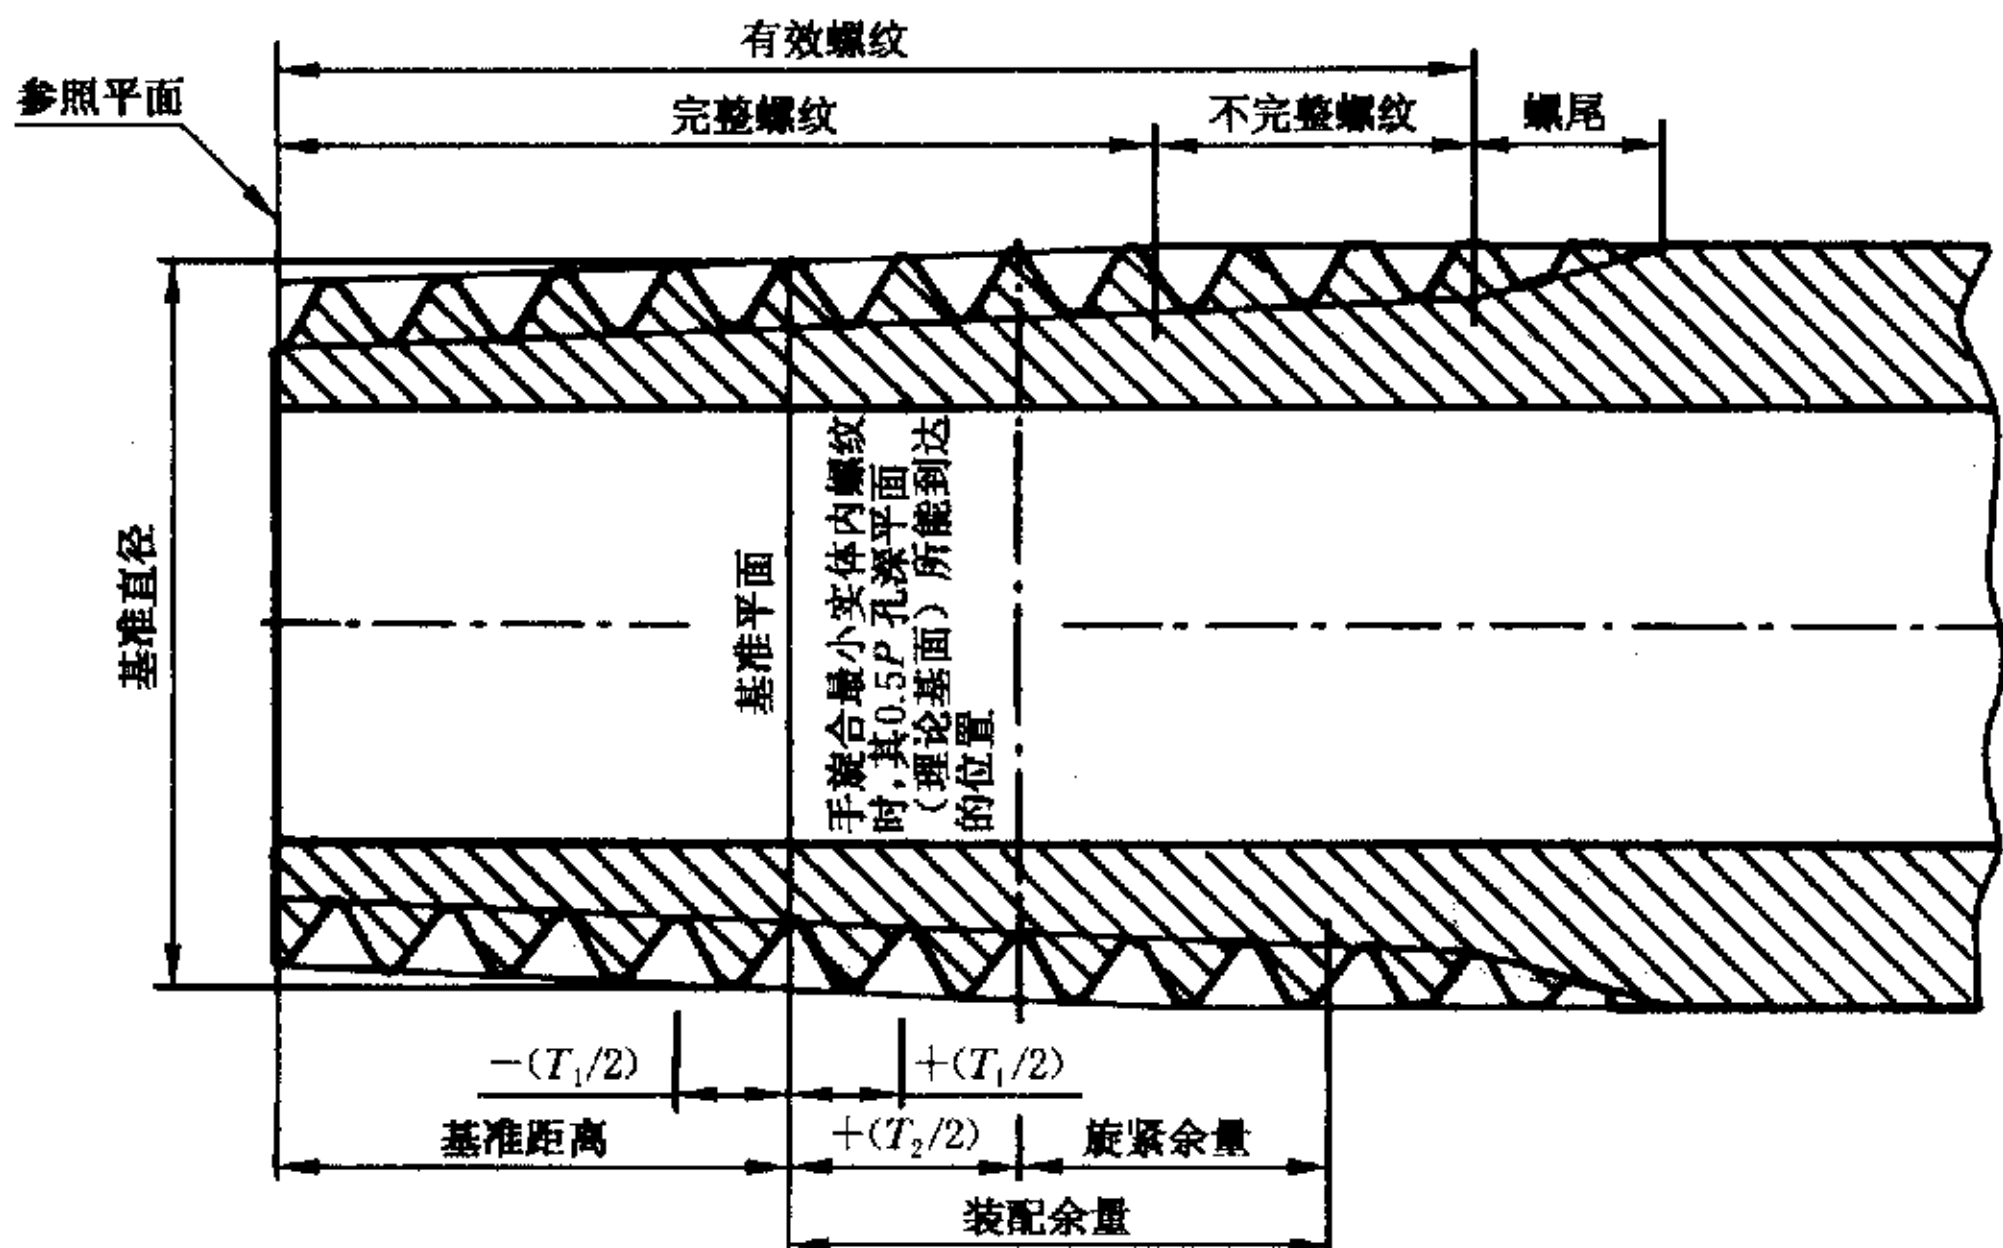 有效螺纹
参照平面
完整螺纹
不完整螺纹
螺尾
基准直径
基准平面
手旋合最小实体内螺纹
时，其0.5P 孔深平面
（理论基面）所能到达
的位置
−(T₁/2)
+(T₁/2)
基准距离
+(T₂/2)
旋紧余量
装配余量